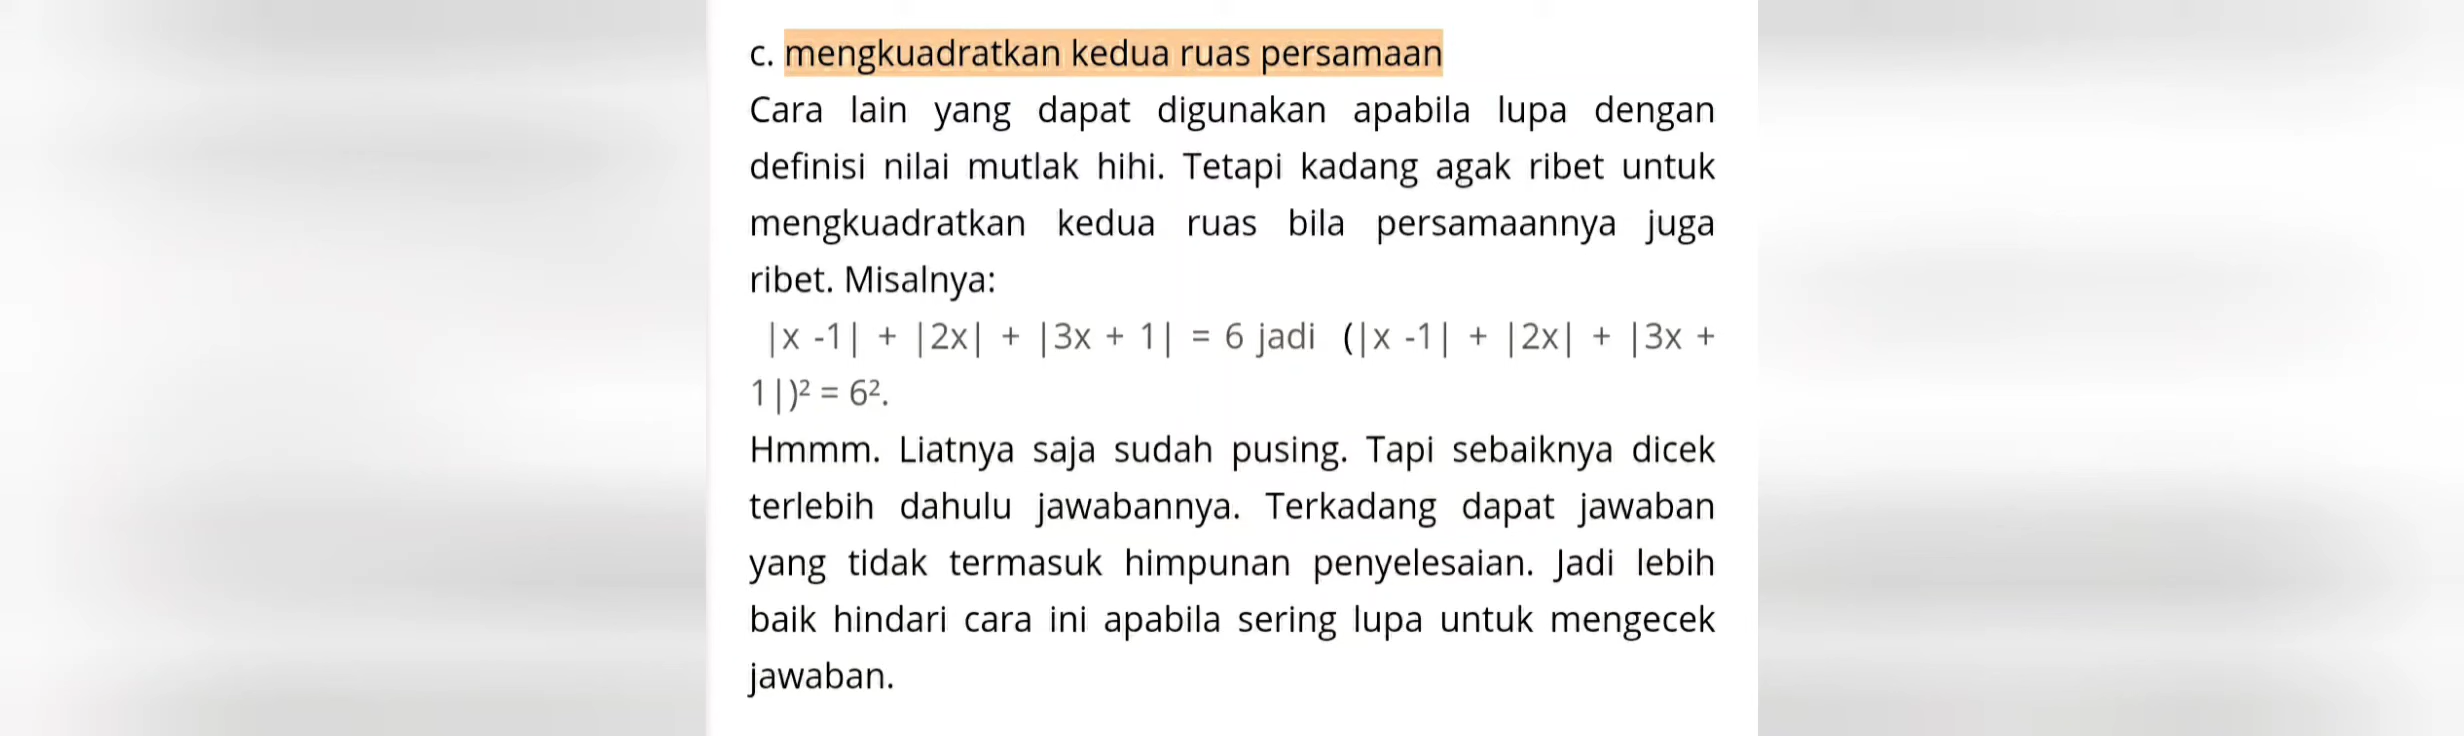 c. mengkuadratkan kedua ruas persamaan
Cara lain yang dapat digunakan apabila lupa dengan
definisi nilai mutlak hihi. Tetapi kadang agak ribet untuk
mengkuadratkan kedua ruas bila persamaannya juga
ribet. Misalnya:
|x -1| + |2x| + |3x + 1| = 6 jadi (|x -1| + |2x| + |3x +
1|)² = 6².
Hmmm. Liatnya saja sudah pusing. Tapi sebaiknya dicek
terlebih dahulu jawabannya. Terkadang dapat jawaban
yang tidak termasuk himpunan penyelesaian. Jadi lebih
baik hindari cara ini apabila sering lupa untuk mengecek
jawaban.